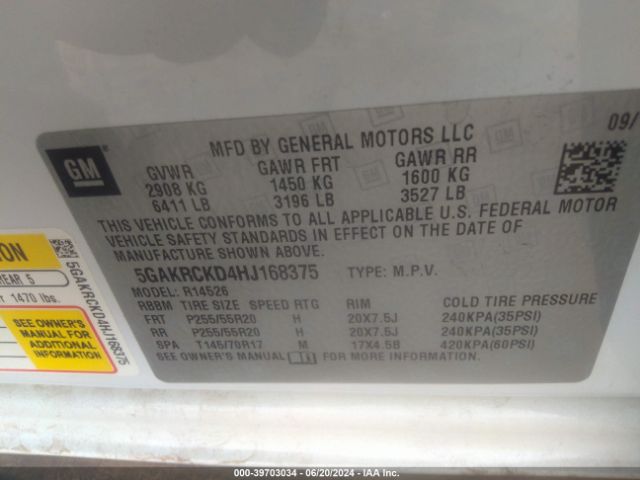 MFD BY GENERAL MOTORS LLC
09/
GM
GVWR GAWR FRT GAWR RR
2908 KG 1450 KG 1600 KG
6411 LB 3196 LB 3527 LB
THIS VEHICLE CONFORMS TO ALL APPLICABLE U.S. FEDERAL MOTOR
VEHICLE SAFETY STANDARDS IN EFFECT ON THE DATE OF
MANUFACTURE SHOWN ABOVE.
5GAKRCKD4HJ168375 TYPE: M.P.V.
MODEL: R14526
RBBM TIRE SIZE SPEED RTG RIM COLD TIRE PRESSURE
FRT P255/55R20 H 20X7.5J 240KPA(35PSI)
RR P255/55R20 H 20X7.5J 240KPA(35PSI)
SPA T145/70R17 M 17X4.5B 420KPA(60PSI)
SEE OWNER'S MANUAL FOR MORE INFORMATION.
TION
REAR 5
1470 lbs.
SEE OWNER'S
MANUAL FOR
ADDITIONAL
INFORMATION
5GAKRCKD4HJ168375
000-39703034 - 06/20/2024 - IAA Inc.